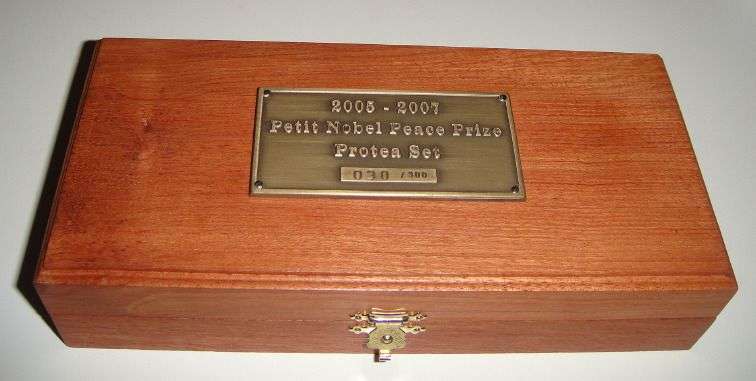 2005 - 2007
Petit Nobel Peace Prize
Protea Set
030 /300